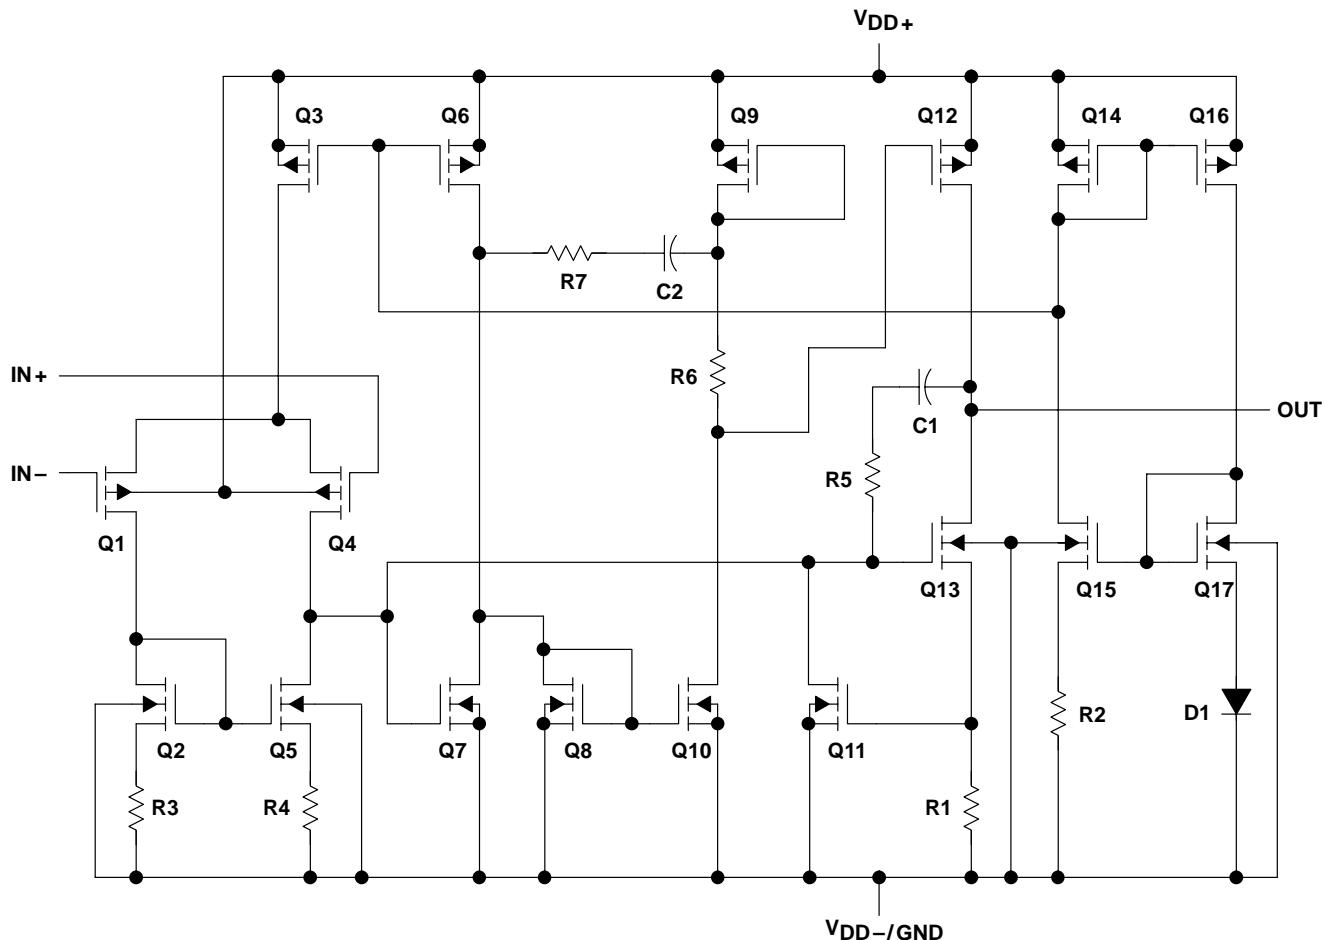 VDD+
Q3
Q6
Q9
Q12
Q14
Q16
R7
C2
R6
IN+
C1
OUT
IN−
R5
Q1
Q4
Q13
Q15
Q17
Q2
Q5
Q7
Q8
Q10
Q11
R2
D1
R3
R4
R1
VDD−/GND